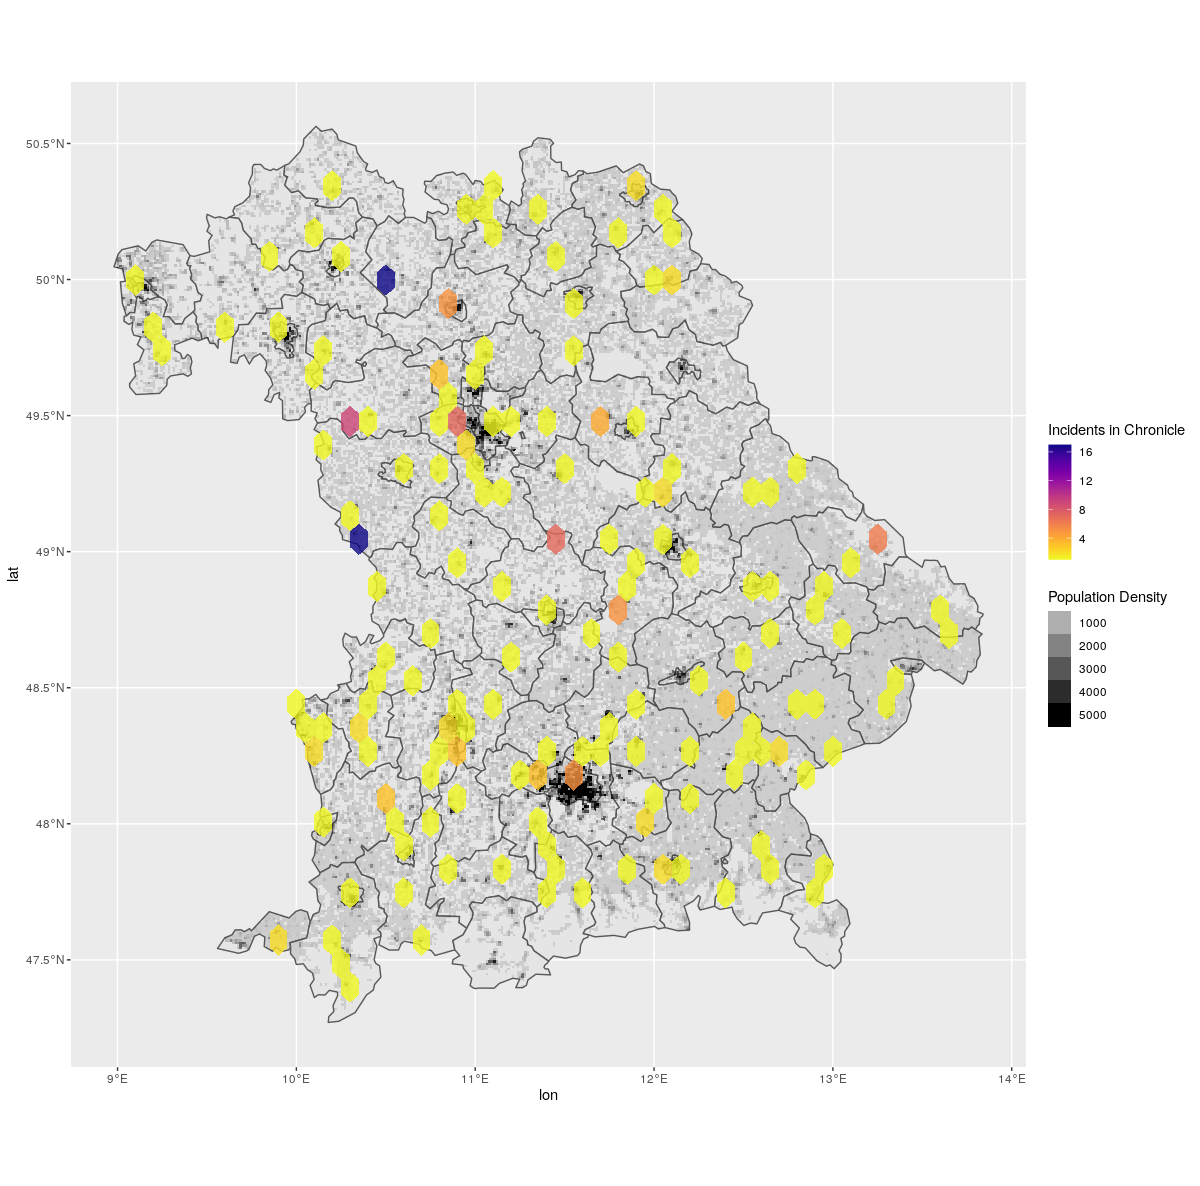 50.5°N
50°N
49.5°N
49°N
48.5°N
48°N
47.5°N
lat
9°E
10°E
11°E
12°E
13°E
14°E
lon
Incidents in Chronicle
16
12
8
4
Population Density
1000
2000
3000
4000
5000